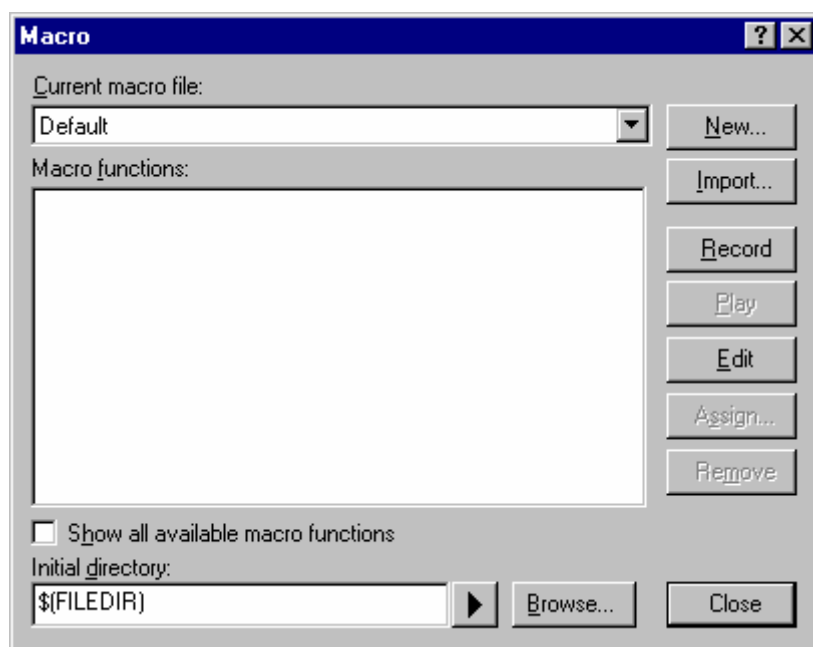 Macro
Current macro file:
Default
New...
Macro functions:
Import...
Record
Play
Edit
Assign...
Remove
Show all available macro functions
Initial directory:
$(FILEDIR)
Browse...
Close